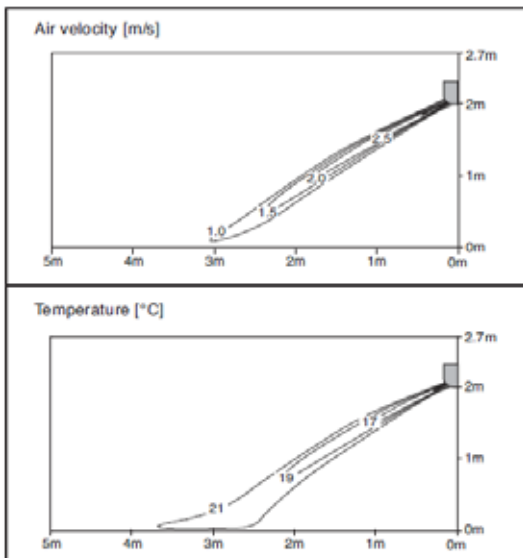 Air velocity [m/s]
2.7m
2m
2.5
2.0
1m
1.5
1.0
0m
5m 4m 3m 2m 1m 0m
Temperature [°C]
2.7m
2m
17
1m
19
21
0m
5m 4m 3m 2m 1m 0m